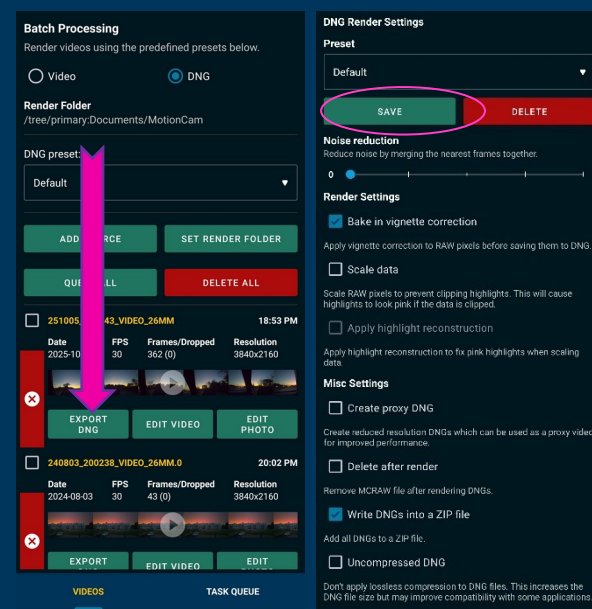 Batch Processing
Render videos using the predefined presets below.
Video
DNG
Render Folder
/tree/primary:Documents/MotionCam
DNG preset:
Default
ADD RCE
SET RENDER FOLDER
QUE LL
DELETE ALL
251005_ 43_VIDEO_26MM
18:53 PM
Date FPS Frames/Dropped Resolution
2025-10 30 362 (0) 3840x2160
EXPORT DNG
EDIT VIDEO
EDIT PHOTO
240803_200238_VIDEO_26MM.0
20:02 PM
Date FPS Frames/Dropped Resolution
2024-08-03 30 43 (0) 3840x2160
EXPORT
EDIT VIDEO
EDIT
VIDEOS
TASK QUEUE
DNG Render Settings
Preset
Default
SAVE
DELETE
Noise reduction
Reduce noise by merging the nearest frames together.
0
Render Settings
Bake in vignette correction
Apply vignette correction to RAW pixels before saving them to DNG.
Scale data
Scale RAW pixels to prevent clipping highlights. This will cause
highlights to look pink if the data is clipped.
Apply highlight reconstruction
Apply highlight reconstruction to fix pink highlights when scaling
data.
Misc Settings
Create proxy DNG
Create reduced resolution DNGs which can be used as a proxy video
for improved performance.
Delete after render
Remove MCRAW file after rendering DNGs.
Write DNGs into a ZIP file
Add all DNGs to a ZIP file.
Uncompressed DNG
Don't apply lossless compression to DNG files. This increases the
DNG file size but may improve compatibility with some applications.